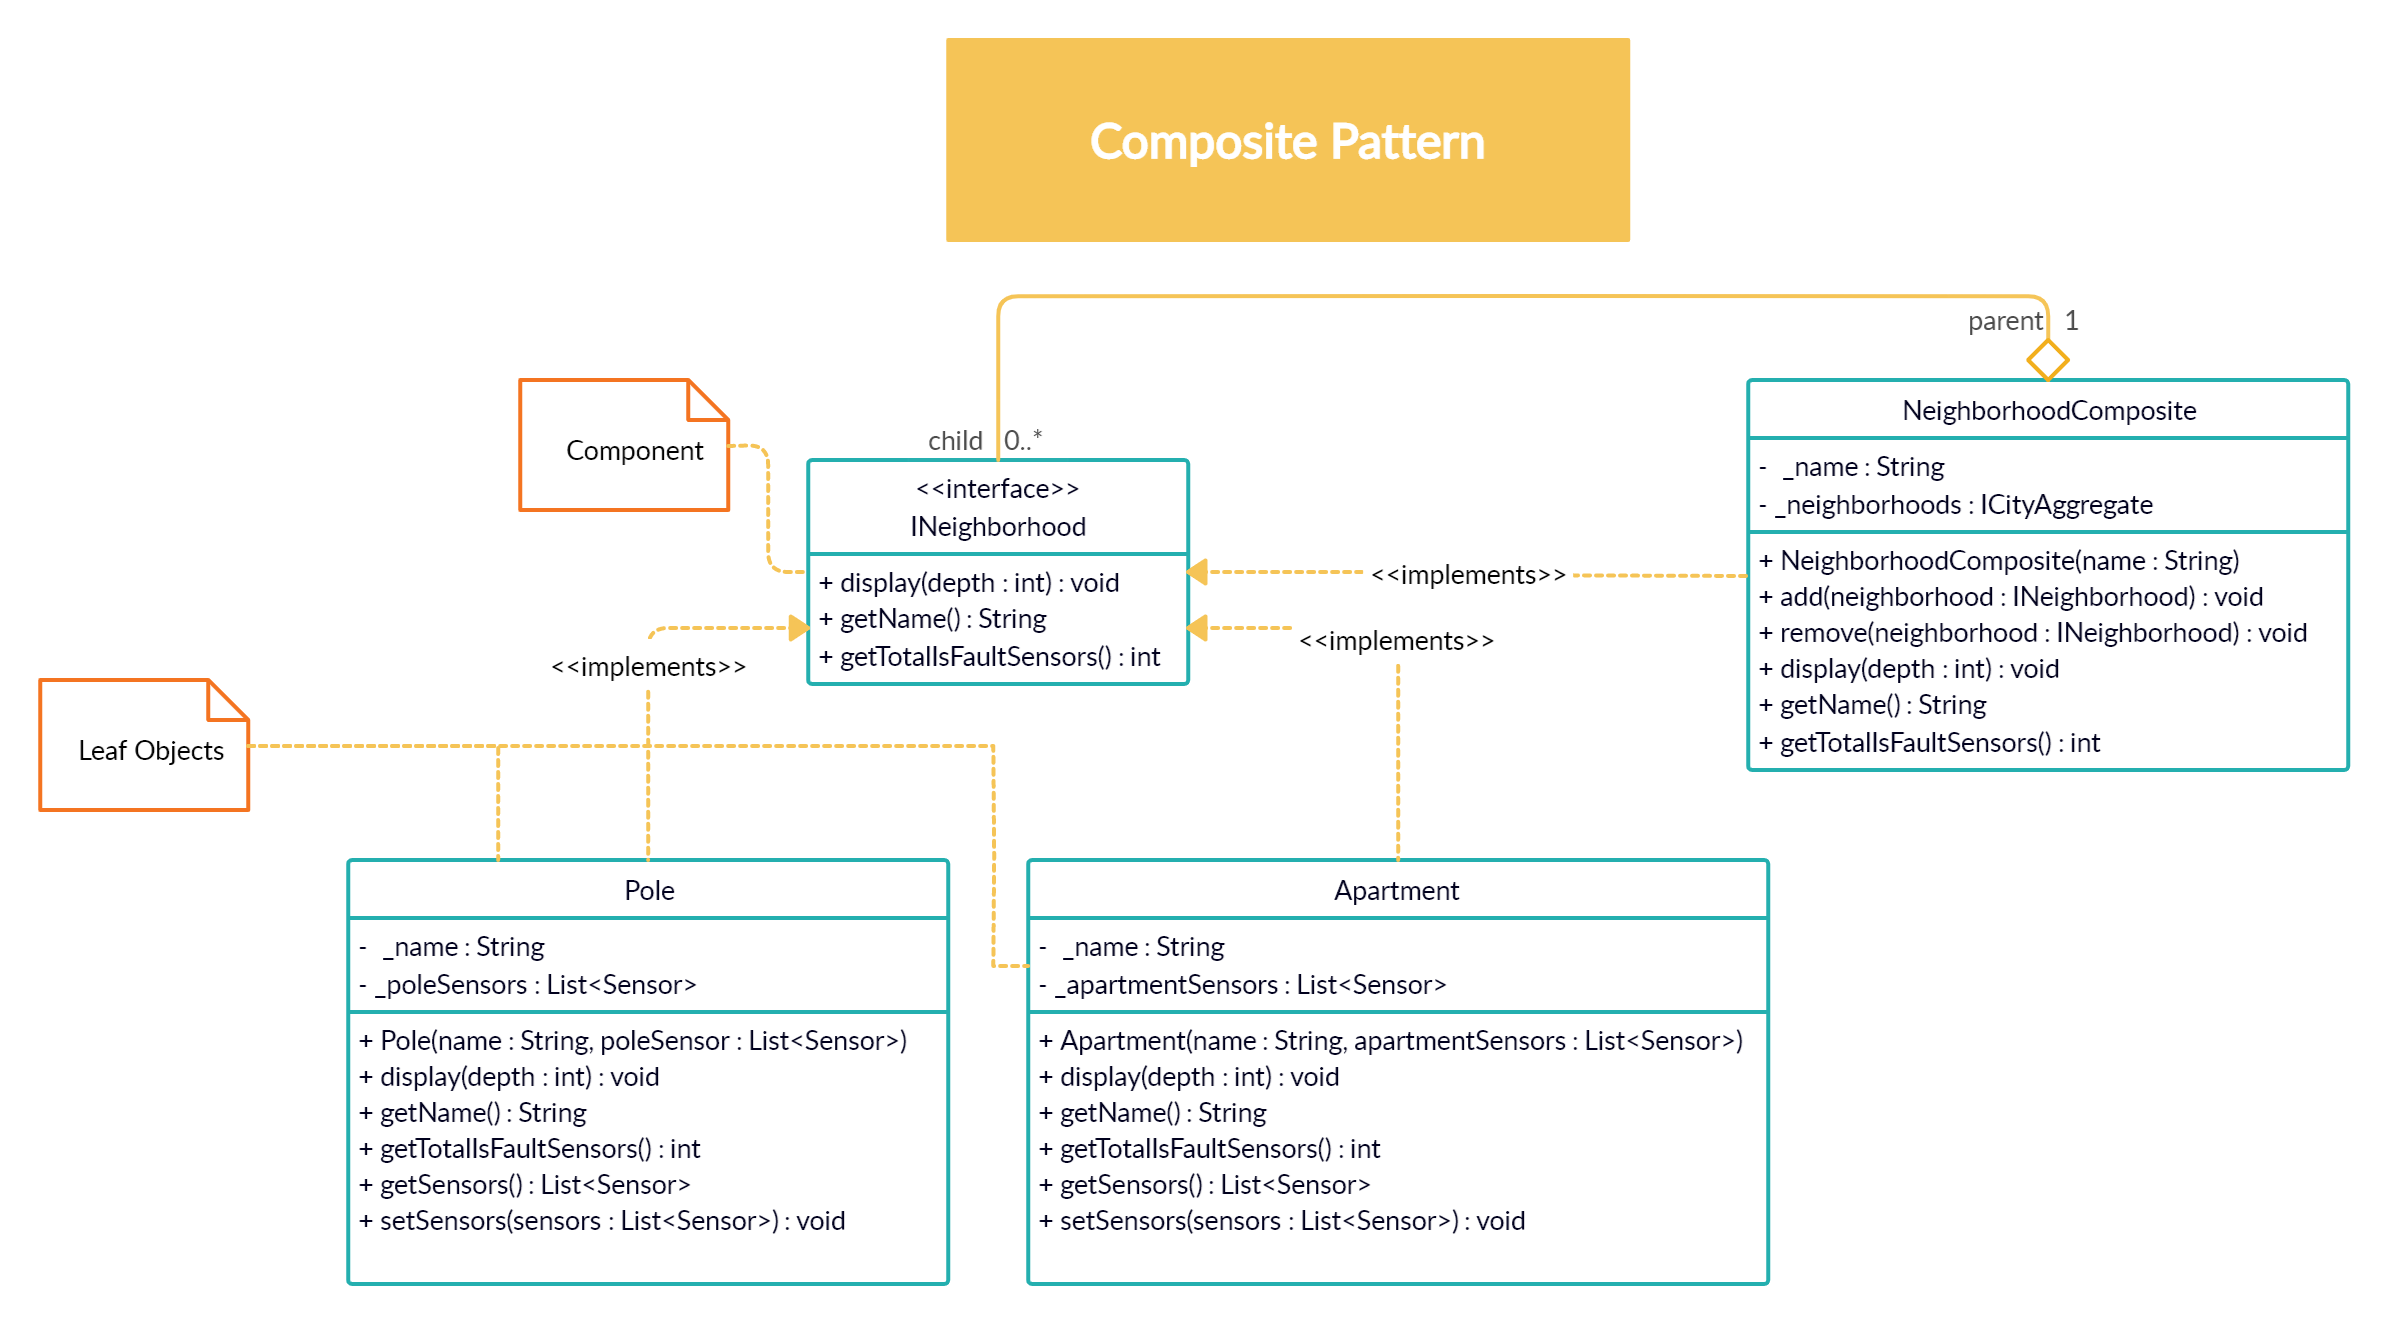 Composite Pattern
parent 1
child 0..*
Component
<<interface>>
INeighborhood
+ display(depth : int) : void
+ getName() : String
+ getTotalIsFaultSensors() : int
NeighborhoodComposite
- _name : String
- _neighborhoods : ICityAggregate
+ NeighborhoodComposite(name : String)
+ add(neighborhood : INeighborhood) : void
+ remove(neighborhood : INeighborhood) : void
+ display(depth : int) : void
+ getName() : String
+ getTotalIsFaultSensors() : int
<<implements>>
<<implements>>
<<implements>>
Leaf Objects
Pole
- _name : String
- _poleSensors : List<Sensor>
+ Pole(name : String, poleSensor : List<Sensor>)
+ display(depth : int) : void
+ getName() : String
+ getTotalIsFaultSensors() : int
+ getSensors() : List<Sensor>
+ setSensors(sensors : List<Sensor>) : void
Apartment
- _name : String
- _apartmentSensors : List<Sensor>
+ Apartment(name : String, apartmentSensors : List<Sensor>)
+ display(depth : int) : void
+ getName() : String
+ getTotalIsFaultSensors() : int
+ getSensors() : List<Sensor>
+ setSensors(sensors : List<Sensor>) : void